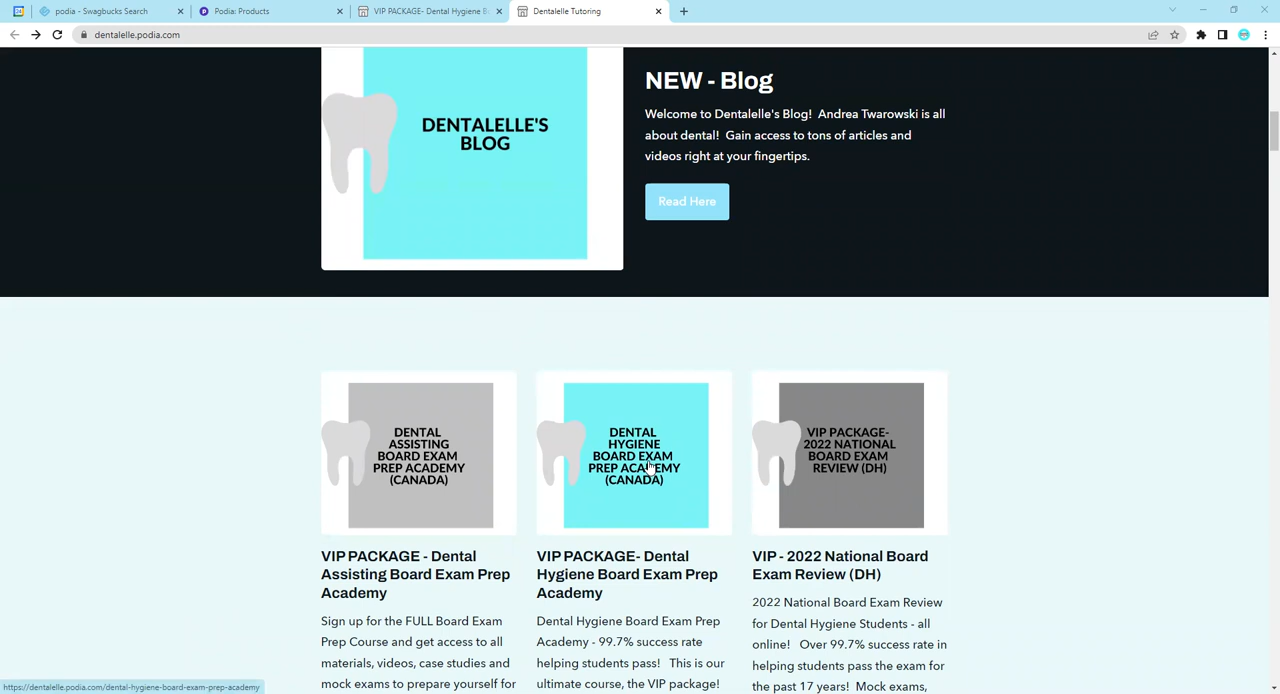 podia - Swagbucks Search
Podia: Products
VIP PACKAGE- Dental Hygiene B
Dentalelle Tutoring
dentalelle.podia.com
DENTALELLE'S
BLOG
NEW - Blog
Welcome to Dentalelle's Blog! Andrea Twarowski is all
about dental! Gain access to tons of articles and
videos right at your fingertips.
Read Here
DENTAL
ASSISTING
BOARD EXAM
PREP ACADEMY
(CANADA)
DENTAL
HYGIENE
BOARD EXAM
PREP ACADEMY
(CANADA)
VIP PACKAGE-
2022 NATIONAL
BOARD EXAM
REVIEW (DH)
VIP PACKAGE - Dental
Assisting Board Exam Prep
Academy
Sign up for the FULL Board Exam
Prep Course and get access to all
materials, videos, case studies and
mock exams to prepare yourself for
VIP PACKAGE- Dental
Hygiene Board Exam Prep
Academy
Dental Hygiene Board Exam Prep
Academy - 99.7% success rate
helping students pass! This is our
ultimate course, the VIP package!
VIP - 2022 National Board
Exam Review (DH)
2022 National Board Exam Review
for Dental Hygiene Students - all
online! Over 99.7% success rate in
helping students pass the exam for
the past 17 years! Mock exams,
https://dentalelle.podia.com/dental-hygiene-board-exam-prep-academy